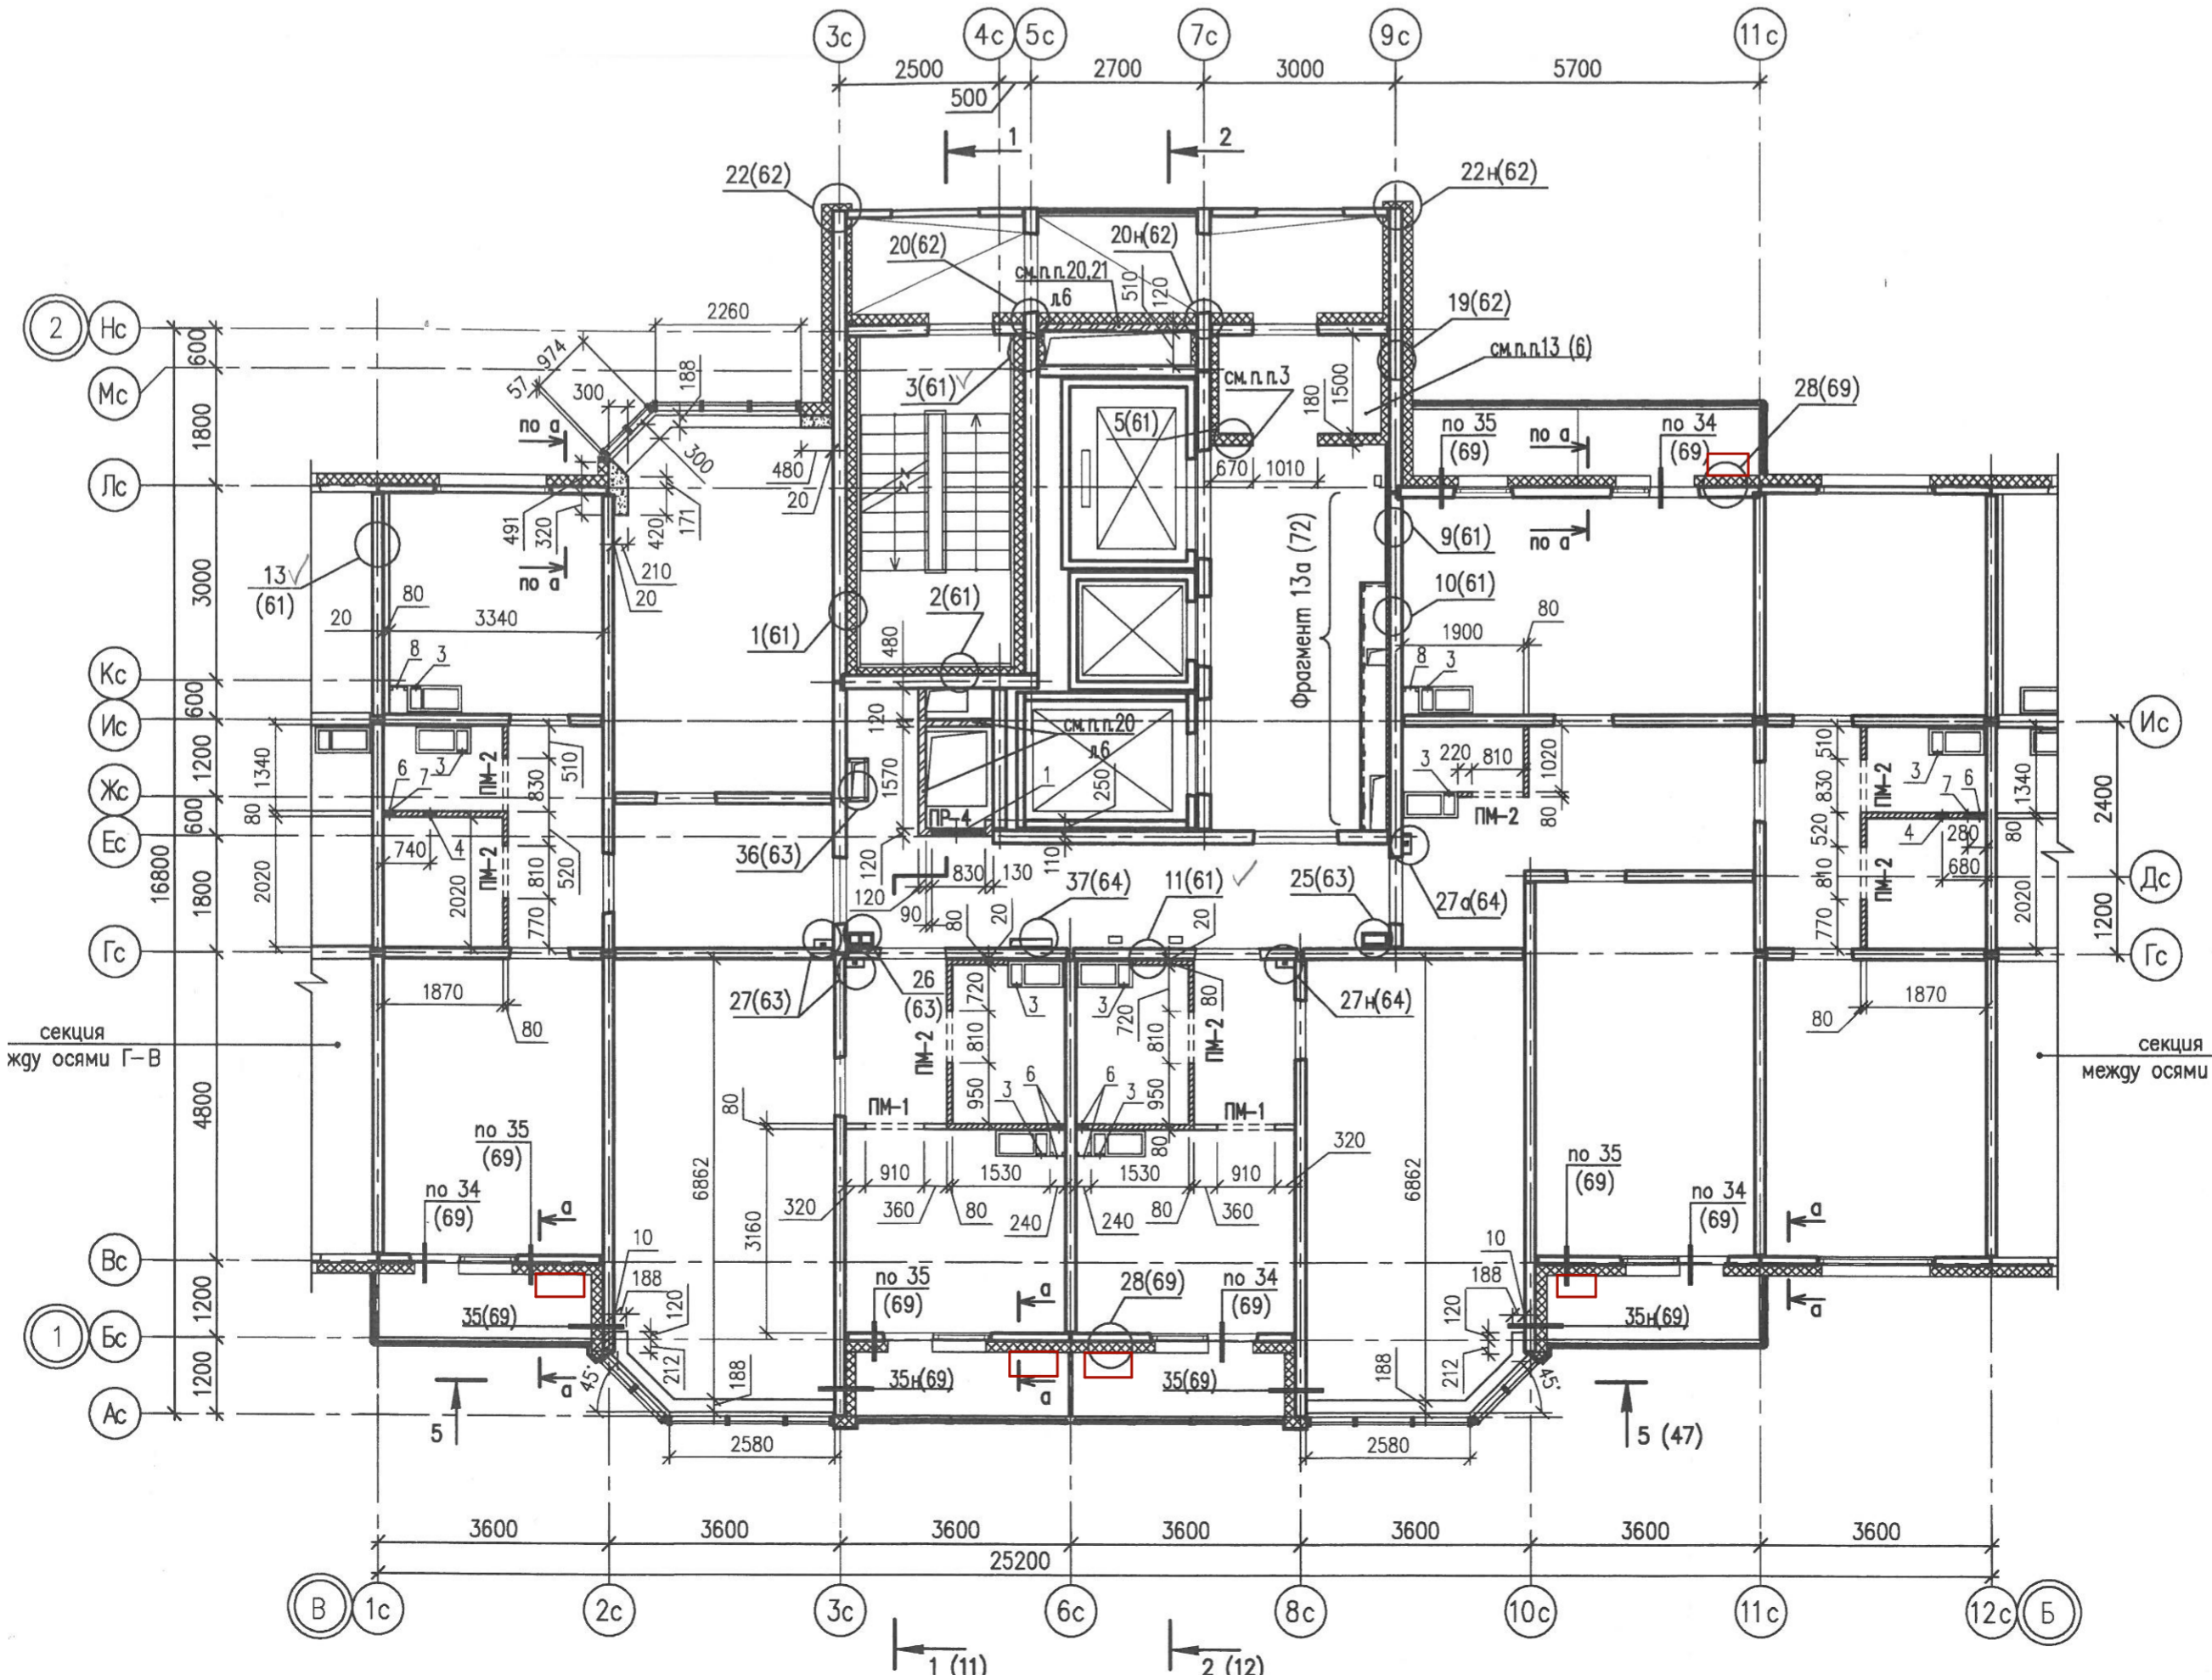 3с 4с 5с 7с 9с 11с
2500 2700 3000 5700
500
1 2
22(62) 22н(62)
20(62) 20н(62)
см.п.п.20,21
л.6
510
120
19(62)
см.п.п.13 (6)
2 Нс
Мс
Лс
Кс
Ис
Жс
Ес
Гс
Вс
1 Бс
Ас
600
1800
3000
600
1200
600
1800
4800
1200
1200
16800
2260
974
57
300
188
300
по а
по а
480
20
491
320
420
171
210
20
3(61)
5(61)
см.п.п.3
180
1500
670 1010
по 35
(69)
по а
по 34
(69)
28(69)
по а
13
(61)
20
80
3340
8 3
1(61)
2(61)
480
Фрагмент 13а (72)
9(61)
10(61)
80
1900
8 3
Ис
Дс
Гс
2400
1200
1340
80
2020
6 7 3
ПМ-2
ПМ-2
510
830
520
810
770
740
4
2020
1870
80
120
1570
120
см.п.п.20
л.6
1
250
ПР-4
36(63)
110
830 130
120
90
80
20
37(64)
11(61)
25(63)
20
27а(64)
3
220 810
1020
80
ПМ-2
510
830
520
810
770
ПМ-2
ПМ-2
3
7 6
4
280
680
1340
80
2020
1870
80
секция
жду осями Г-В
секция
между осями
27(63)
26
(63)
27н(64)
3 3
720
810
950
ПМ-2
720
80
810
950
ПМ-2
3 6 6 3
ПМ-1 ПМ-1
80
80
6862
3160
6862
320
910 1530 1530 910
320
360 80 240 240 80 360
по 35
(69)
по 34
(69)
а
а
35(69)
10
188
120
212
188
45°
по 35
(69)
а
28(69)
по 34
(69)
35н(69)
а
35(69)
по 35
(69)
по 34
(69)
а
а
10
188
120
212
188
35н(69)
45°
5
5 (47)
2580 2580
3600 3600 3600 3600 3600 3600 3600
25200
В 1с 2с 3с 6с 8с 10с 11с 12с Б
1 (11) 2 (12)